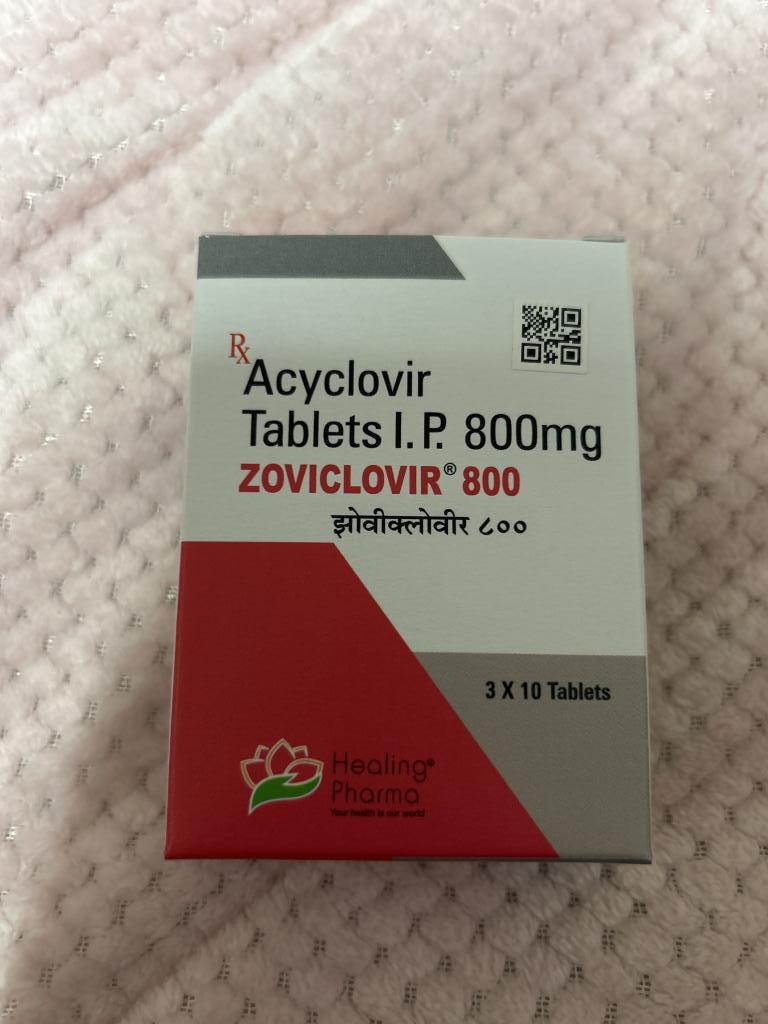 Rx
Acyclovir
Tablets I.P. 800mg
ZOVICLOVIR® 800
झोवीक्लोवीर ८००
3 X 10 Tablets
Healing®
Pharma
Your health is our world